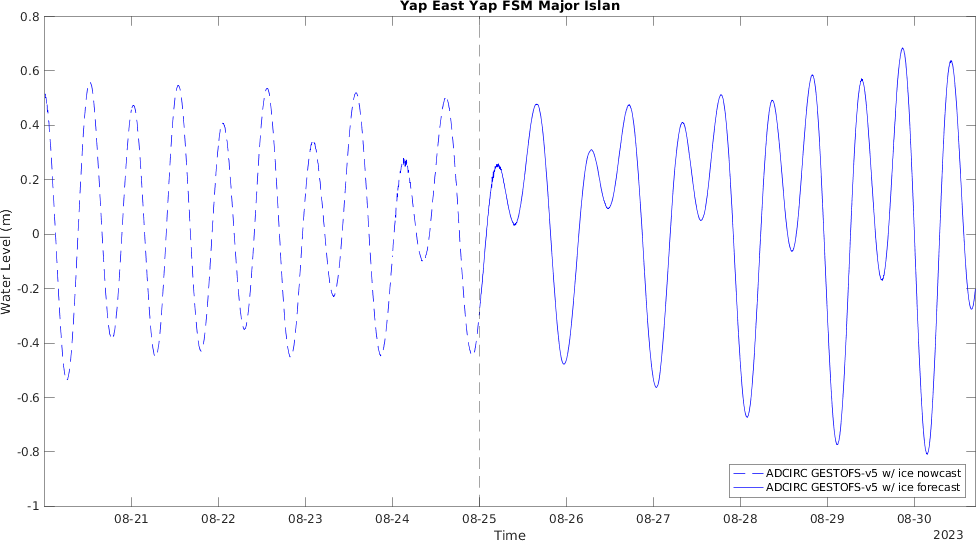 Yap East Yap FSM Major Islan
0.8
0.6
0.4
0.2
0
-0.2
-0.4
-0.6
-0.8
-1
Water Level (m)
ADCIRC GESTOFS-v5 w/ ice nowcast
ADCIRC GESTOFS-v5 w/ ice forecast
08-21 08-22 08-23 08-24 08-25 08-26 08-27 08-28 08-29 08-30
Time
2023